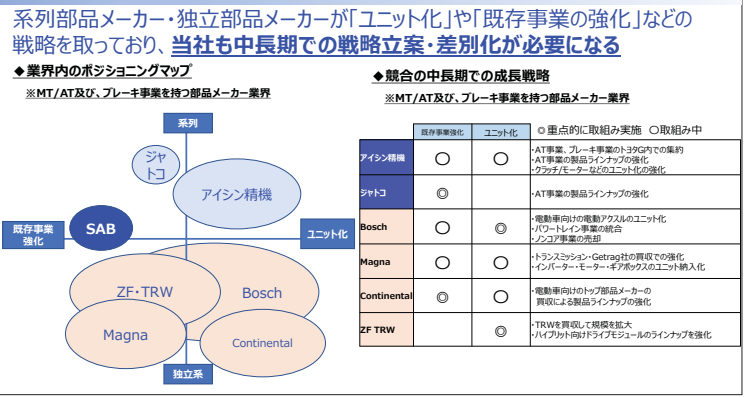 系列部品メーカー・独立部品メーカーが「ユニット化」や「既存事業の強化」などの
戦略を取っており、当社も中長期での戦略立案・差別化が必要になる
◆業界内のポジショニングマップ
※MT/AT及び、ブレーキ事業を持つ部品メーカー業界
系列
ジャ
トコ
アイシン精機
既存事業
強化
SAB
ユニット化
ZF・TRW
Bosch
Magna
Continental
独立系
◆競合の中長期での成長戦略
※MT/AT及び、ブレーキ事業を持つ部品メーカー業界
既存事業強化 ユニット化 ◎重点的に取組み実施 〇取組み中
アイシン精機 〇 〇
・AT事業、ブレーキ事業のトヨタG内での集約
・AT事業の製品ラインナップの強化
・クラッチ/モーターなどのユニット化の強化
ジャトコ ◎ ・AT事業の製品ラインナップの強化
Bosch 〇 ◎
・電動車向けの電動アクスルのユニット化
・パワートレイン事業の統合
・ノンコア事業の売却
Magna 〇 〇
・トランスミッション・Getrag社の買収での強化
・インバーター・モーター・ギアボックスのユニット納入化
Continental ◎ 〇
・電動車向けのトップ部品メーカーの
買収による製品ラインナップの強化
ZF TRW ◎
・TRWを買収して規模を拡大
・ハイブリット向けドライブモジュールのラインナップを強化